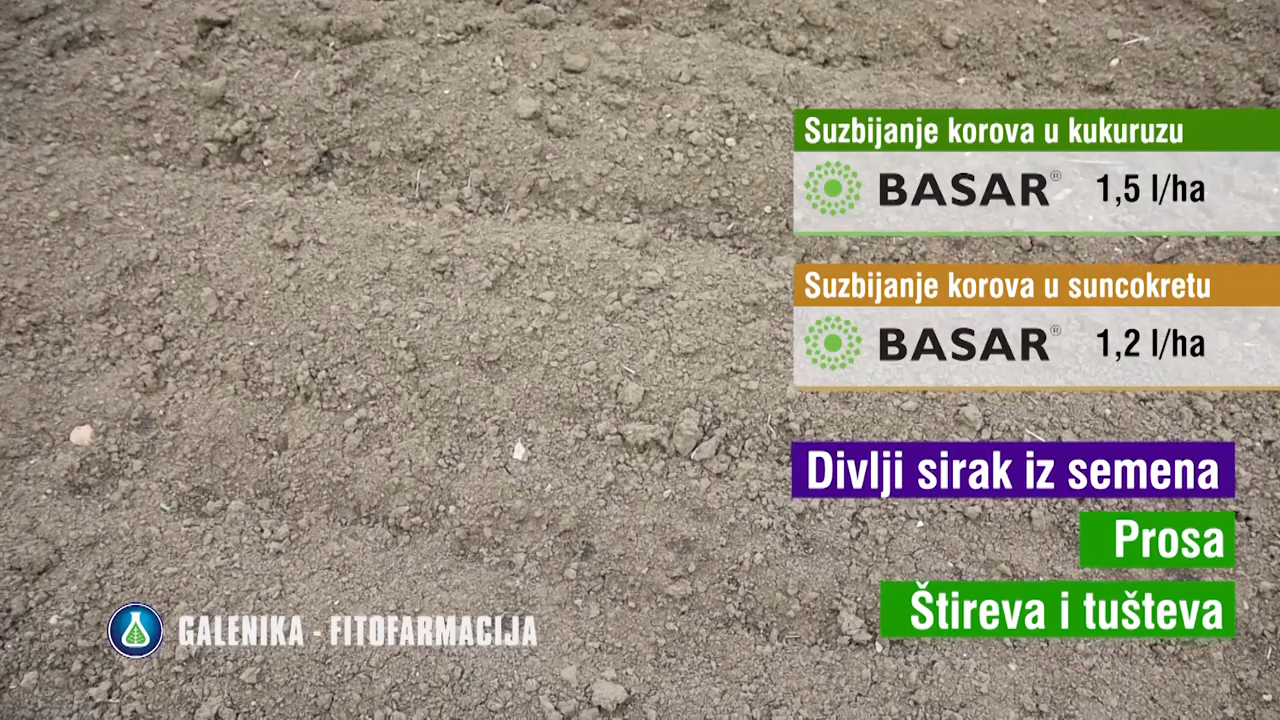 Suzbijanje korova u kukuruzu
BASAR® 1,5 l/ha
Suzbijanje korova u suncokretu
BASAR® 1,2 l/ha
Divlji sirak iz semena
Prosa
Štireva i tušteva
GALENIKA - FITOFARMACIJA